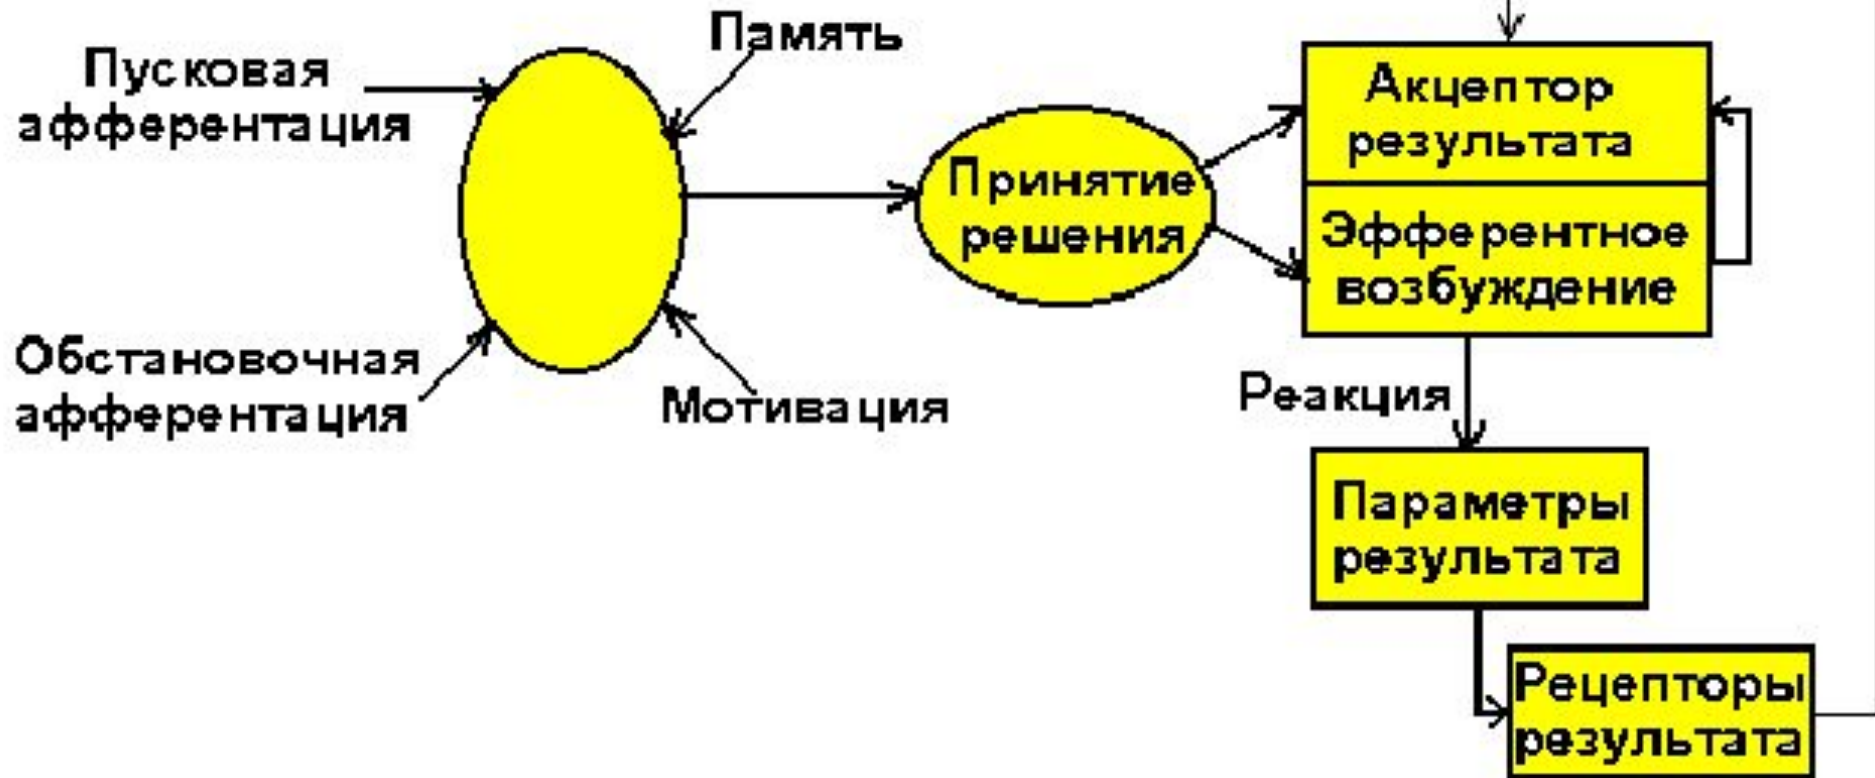 Пусковая
афферентация
Память
Обстановочная
афферентация
Мотивация
Принятие
решения
Акцептор
результата
Эфферентное
возбуждение
Реакция
Параметры
результата
Рецепторы
результата